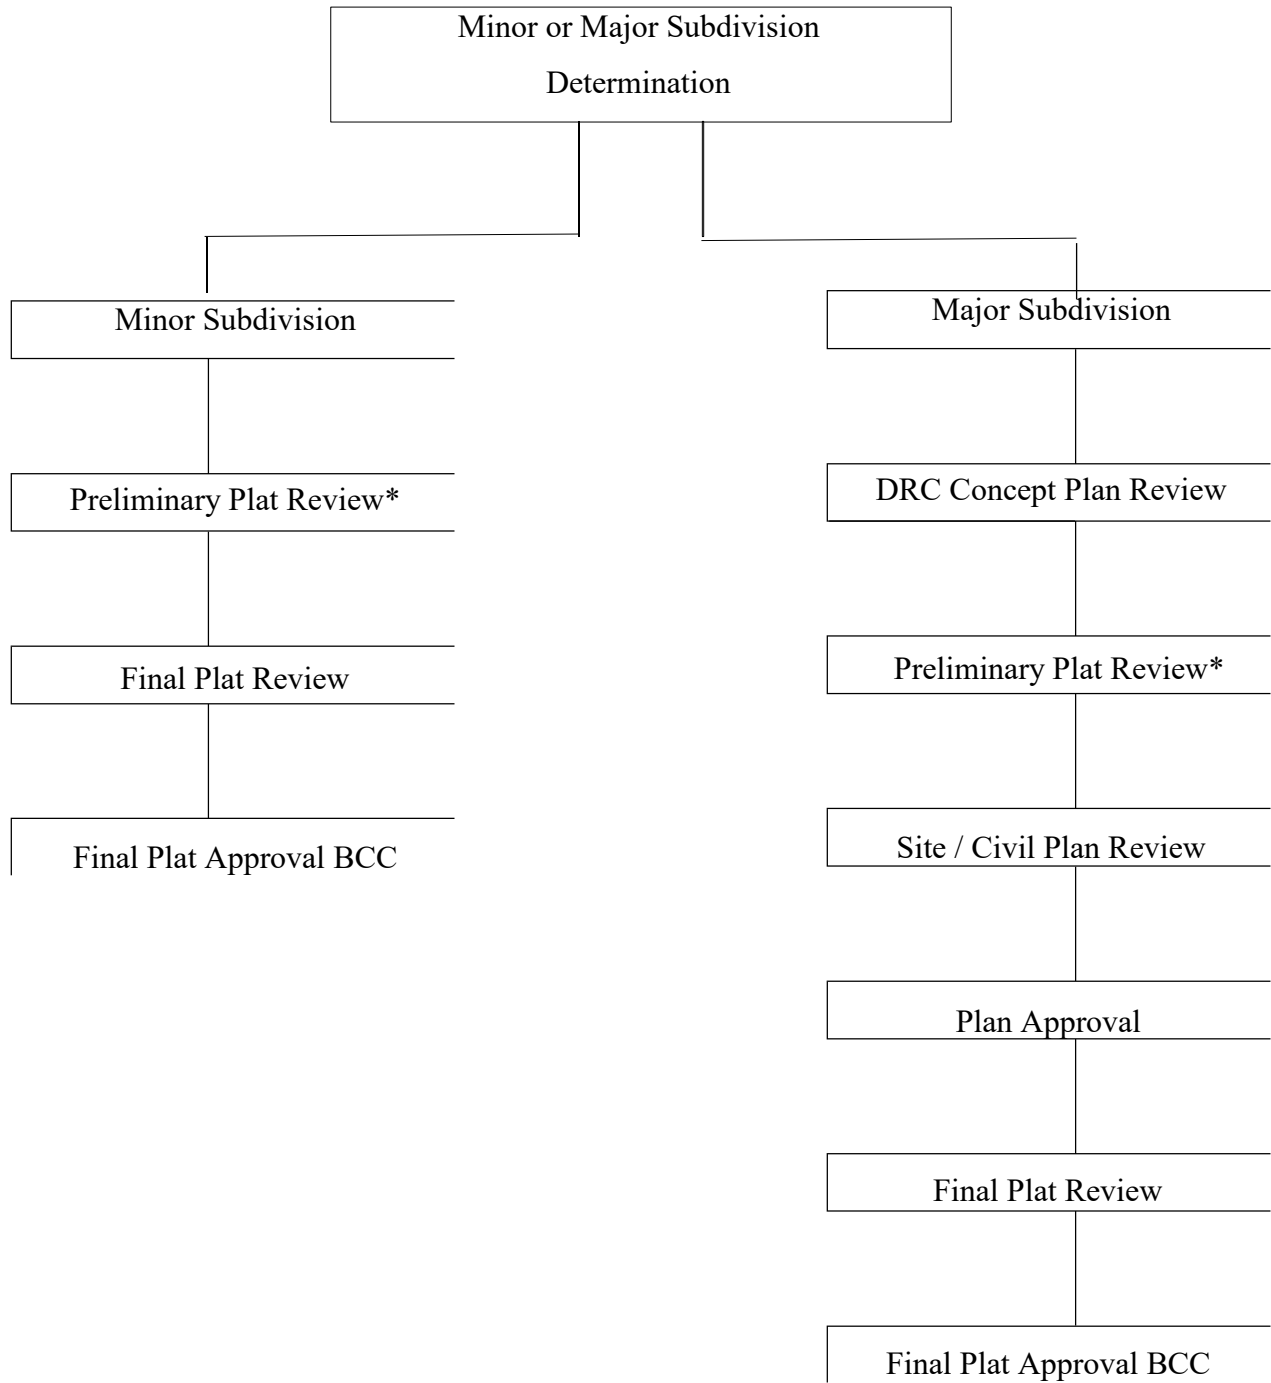 Minor or Major Subdivision
Determination
Minor Subdivision
Preliminary Plat Review*
Final Plat Review
Final Plat Approval BCC
Major Subdivision
DRC Concept Plan Review
Preliminary Plat Review*
Site / Civil Plan Review
Plan Approval
Final Plat Review
Final Plat Approval BCC